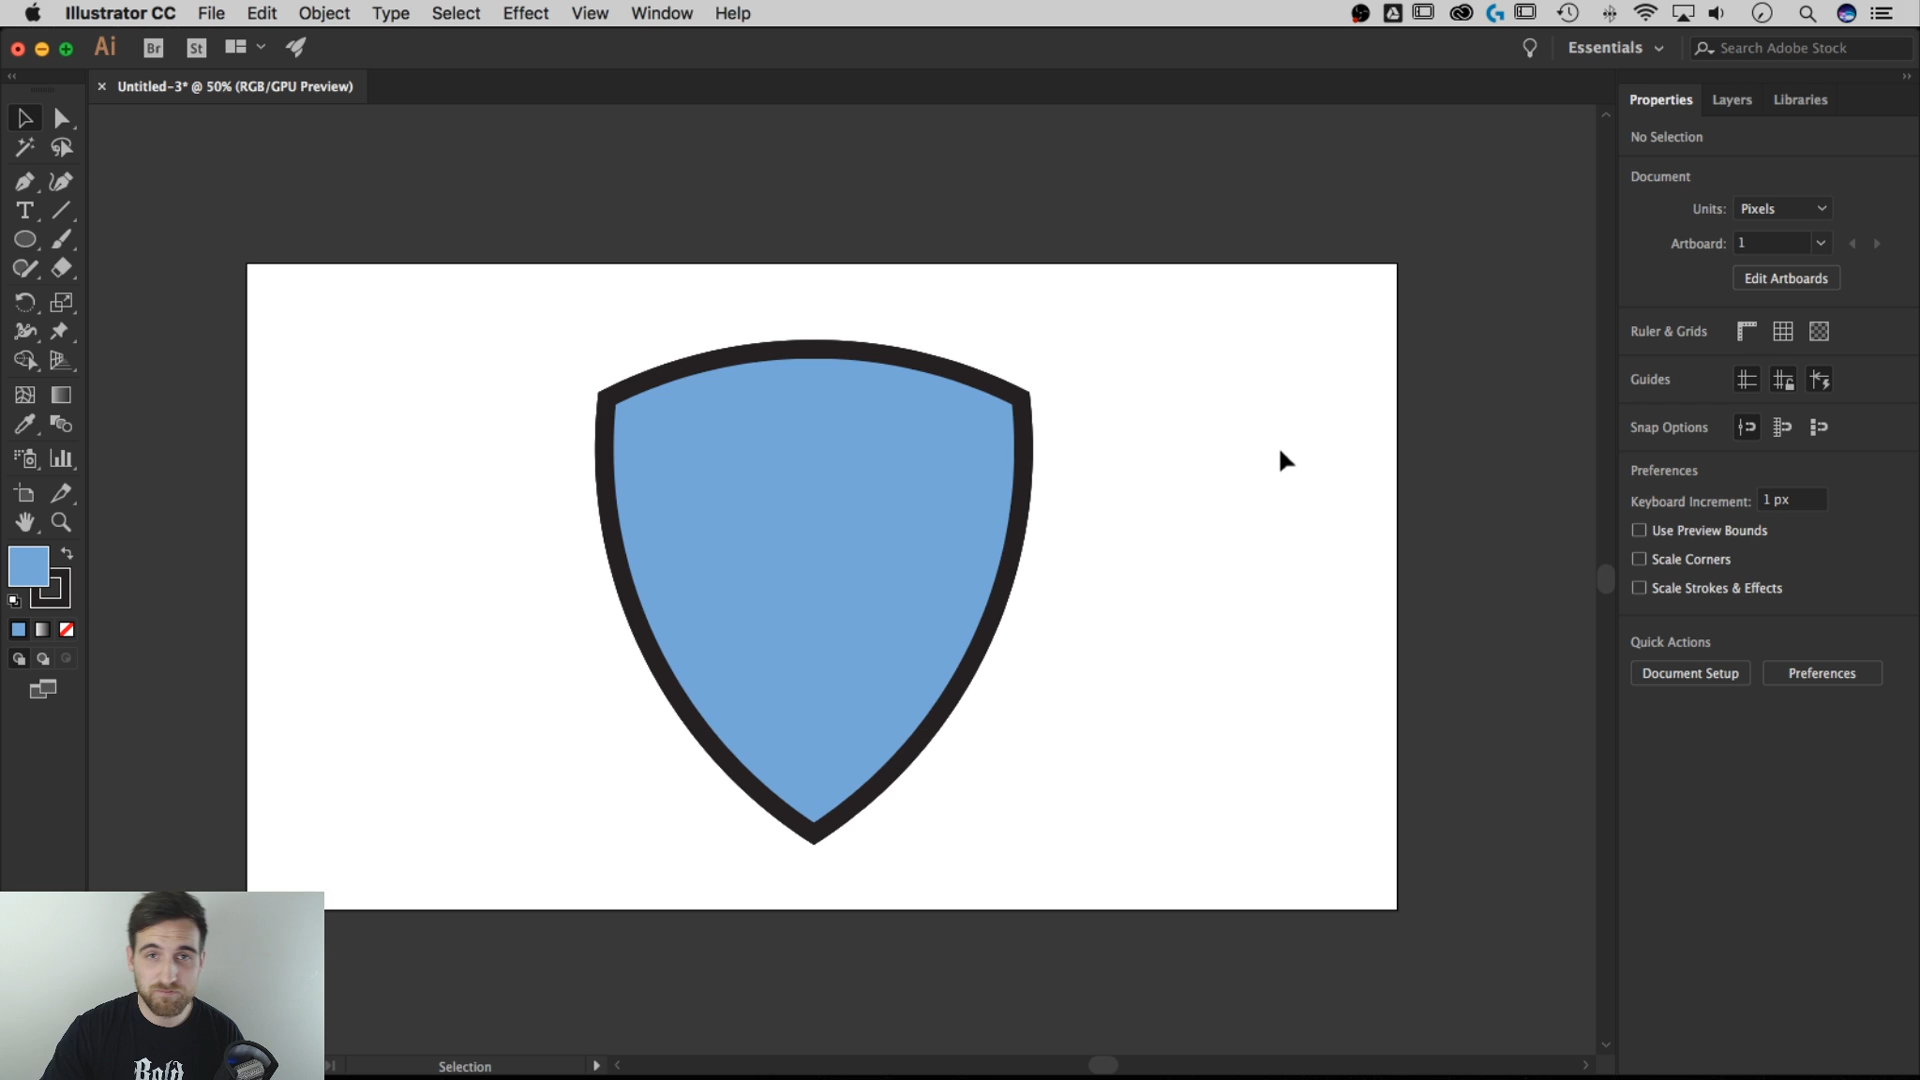 Illustrator CC File Edit Object Type Select Effect View Window Help
Ai Br St Essentials Search Adobe Stock
Untitled-3* @ 50% (RGB/GPU Preview)
Properties Layers Libraries
No Selection
Document
Units: Pixels
Artboard: 1
Edit Artboards
Ruler & Grids
Guides
Snap Options
Preferences
Keyboard Increment: 1 px
Use Preview Bounds
Scale Corners
Scale Strokes & Effects
Quick Actions
Document Setup Preferences
Bold
Selection